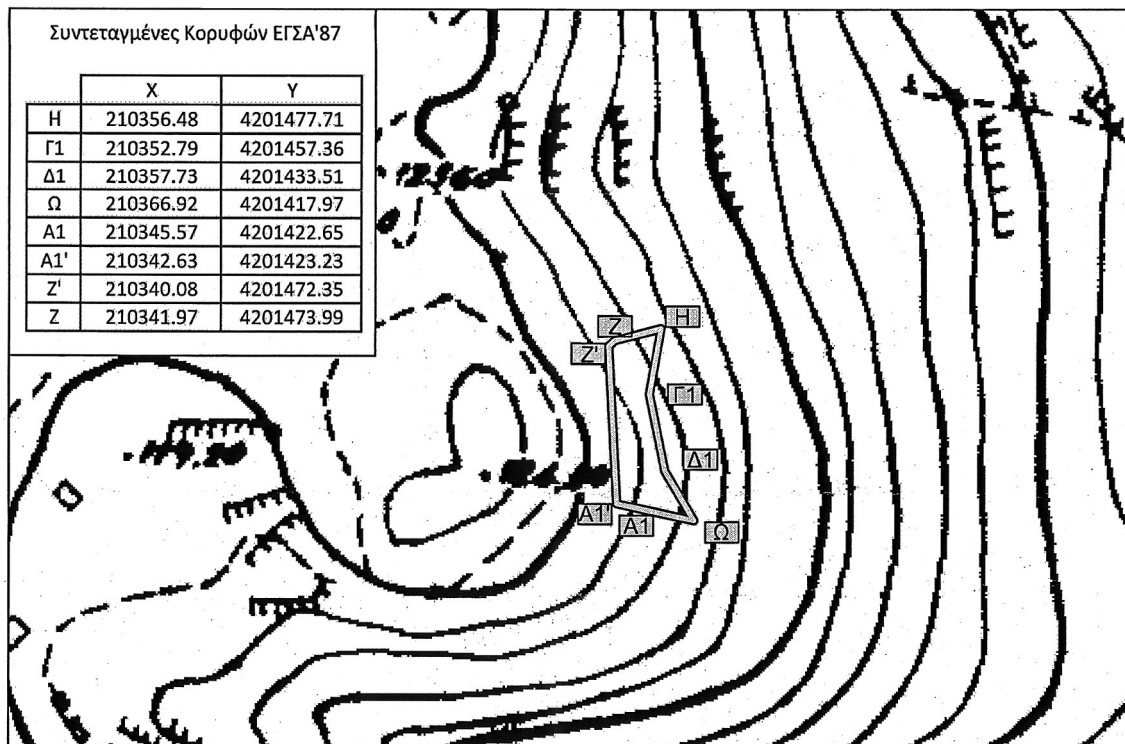 Συντεταγμένες Κορυφών ΕΓΣΑ'87
X Y
Η 210356.48 4201477.71
Γ1 210352.79 4201457.36
Δ1 210357.73 4201433.51
Ω 210366.92 4201417.97
Α1 210345.57 4201422.65
Α1' 210342.63 4201423.23
Ζ' 210340.08 4201472.35
Ζ 210341.97 4201473.99
Ζ Η
Ζ'
Γ1
Δ1
Α1' Α1 Ω